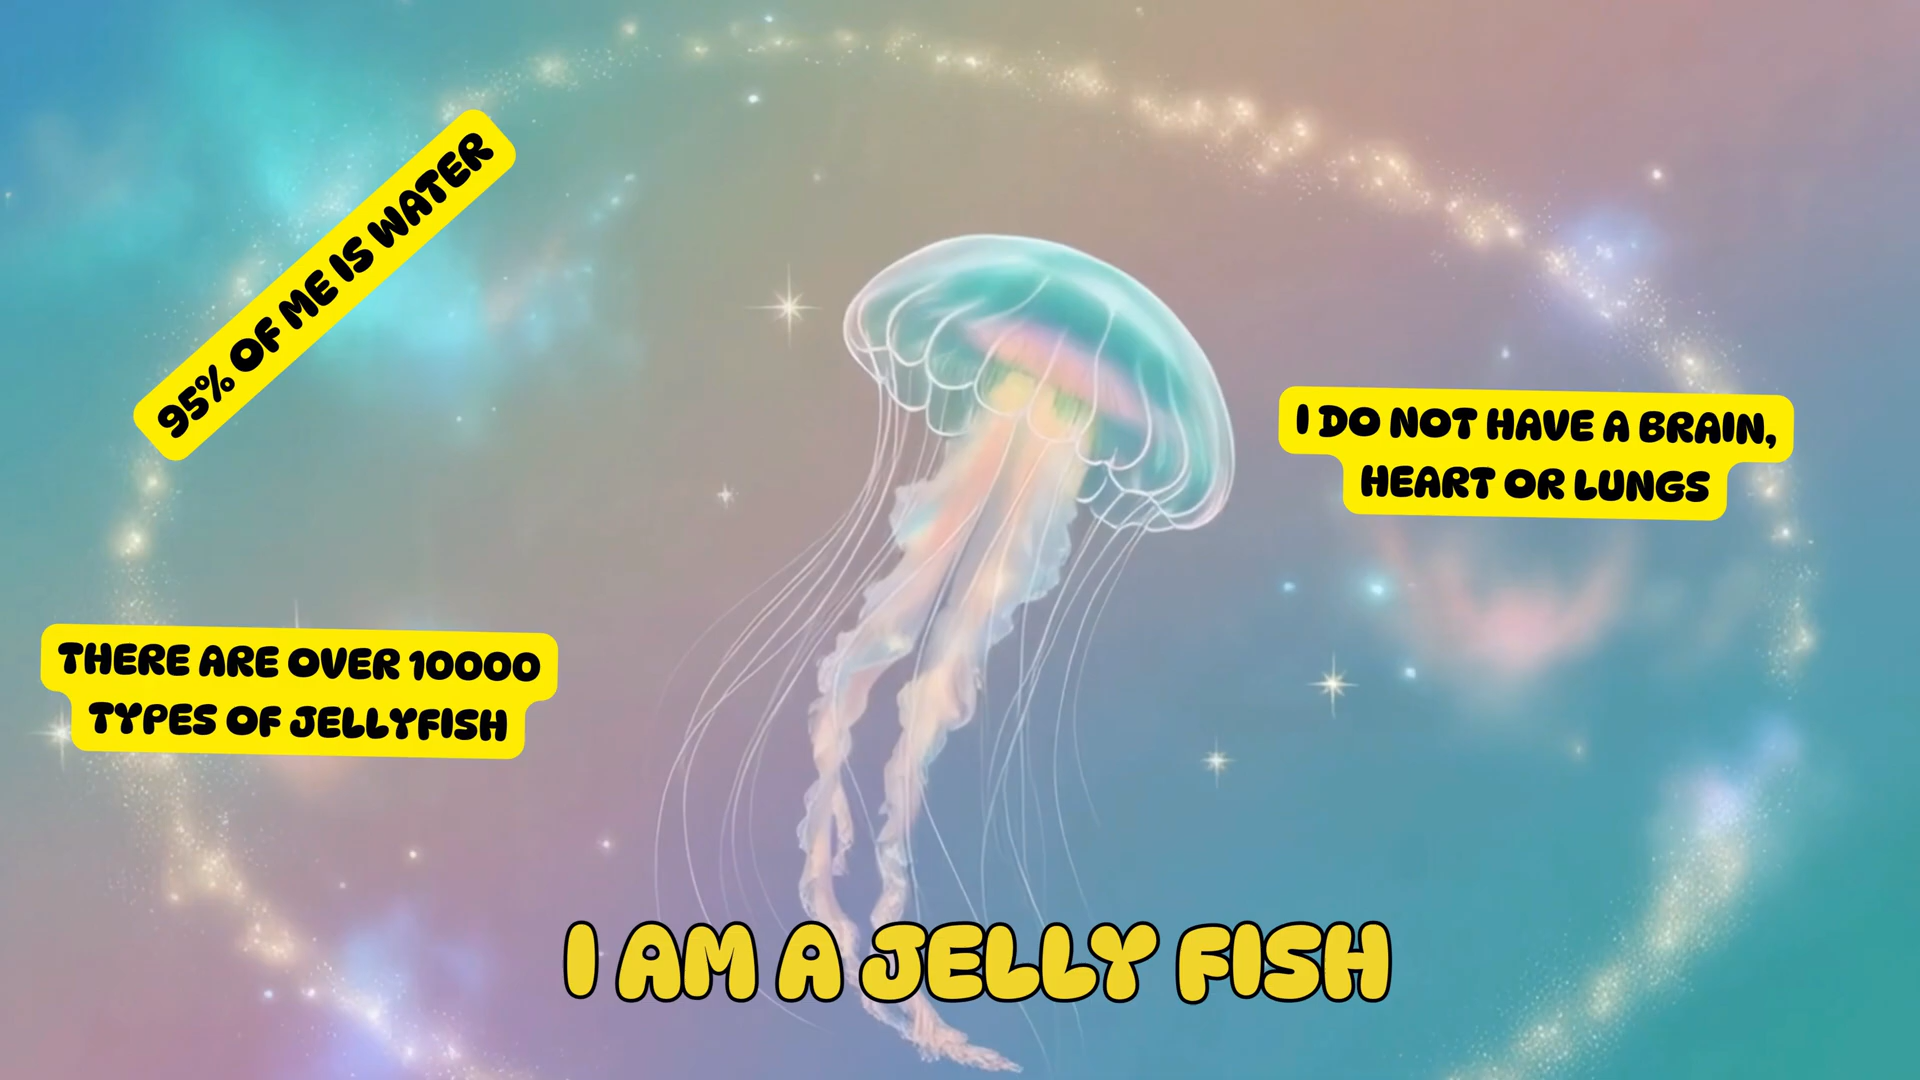 95% OF ME IS WATER
I DO NOT HAVE A BRAIN,
HEART OR LUNGS
THERE ARE OVER 10000
TYPES OF JELLYFISH
I AM A JELLY FISH